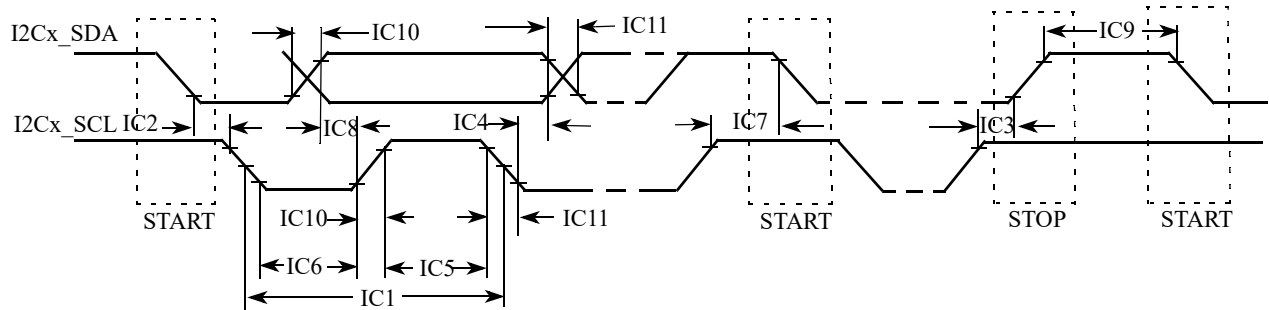 I2Cx_SDA
IC10
IC11
IC9
I2Cx_SCL
IC2
IC8
IC4
IC7
IC3
START
IC10
IC11
START
STOP
START
IC6
IC5
IC1